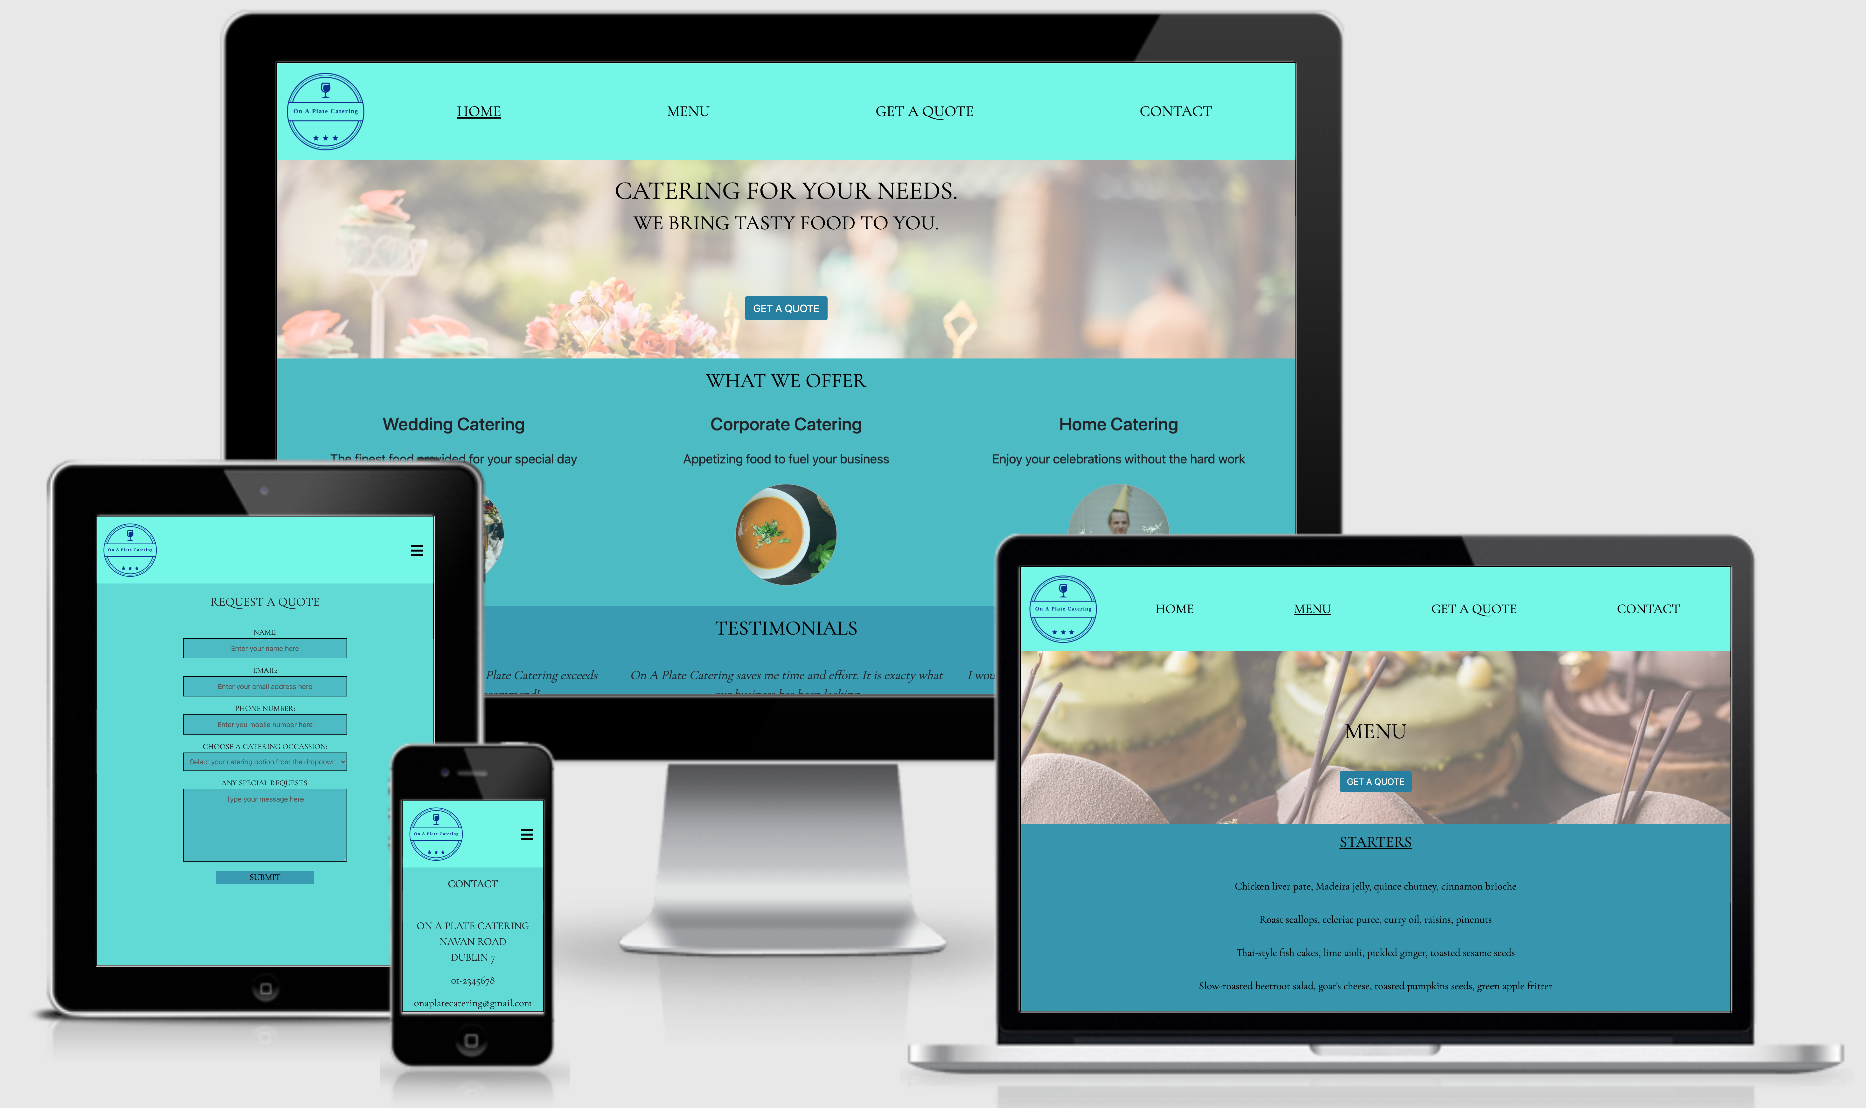 On A Plate Catering
HOME
MENU
GET A QUOTE
CONTACT
CATERING FOR YOUR NEEDS.
WE BRING TASTY FOOD TO YOU.
GET A QUOTE
WHAT WE OFFER
Wedding Catering
Corporate Catering
Home Catering
The finest food provided for your special day
Appetizing food to fuel your business
Enjoy your celebrations without the hard work
TESTIMONIALS
Plate Catering exceeds
On A Plate Catering saves me time and effort. It is exacty what
our business has been looking
On A Plate Catering
REQUEST A QUOTE
NAME
Enter your name here
EMAIL:
Enter your email address here
PHONE NUMBER:
Enter you mobile number here
CHOOSE A CATERING OCCASSION:
Select your catering option from the dropdown
ANY SPECIAL REQUESTS
Type your message here
SUBMIT
On A Plate Catering
CONTACT
ON A PLATE CATERING
NAVAN ROAD
DUBLIN 7
01-2345678
onaplatecatering@gmail.com
On A Plate Catering
HOME
MENU
GET A QUOTE
CONTACT
MENU
GET A QUOTE
STARTERS
Chicken liver pate, Madeira jelly, quince chutney, cinnamon brioche
Roast scallops, celeriac puree, curry oil, raisins, pinenuts
Thai-style fish cakes, lime aioli, pickled ginger, toasted sesame seeds
Slow-roasted beetroot salad, goat's cheese, roasted pumpkins seeds, green apple fritter